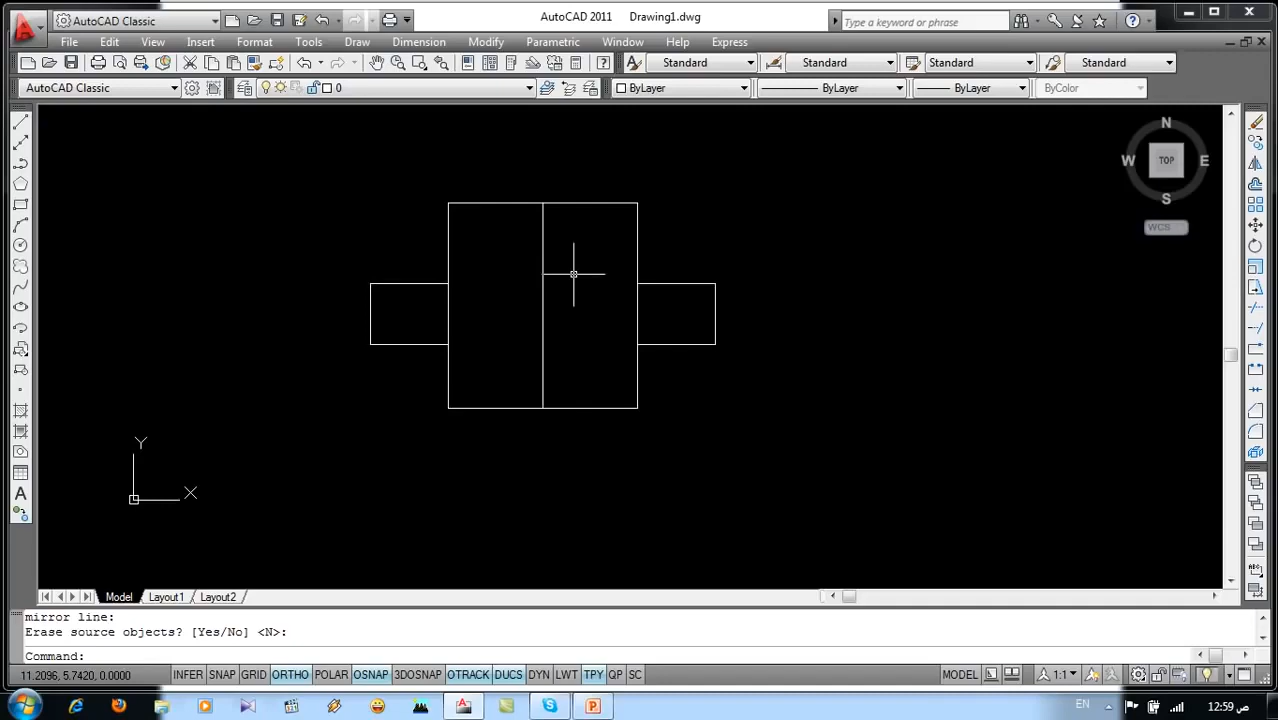 AutoCAD Classic
AutoCAD 2011 Drawing1.dwg
Type a keyword or phrase
File Edit View Insert Format Tools Draw Dimension Modify Parametric Window Help Express
Standard Standard Standard Standard
AutoCAD Classic 0 ByLayer ByLayer ByLayer ByColor
N
W TOP E
S
WCS
Y
X
Model Layout1 Layout2
mirror line:
Erase source objects? [Yes/No] <N>:
Command:
11.2096, 5.7420, 0.0000 INFER SNAP GRID ORTHO POLAR OSNAP 3DOSNAP OTRACK DUCS DYN LWT TPY QP SC MODEL 1:1
EN 12:59 ص